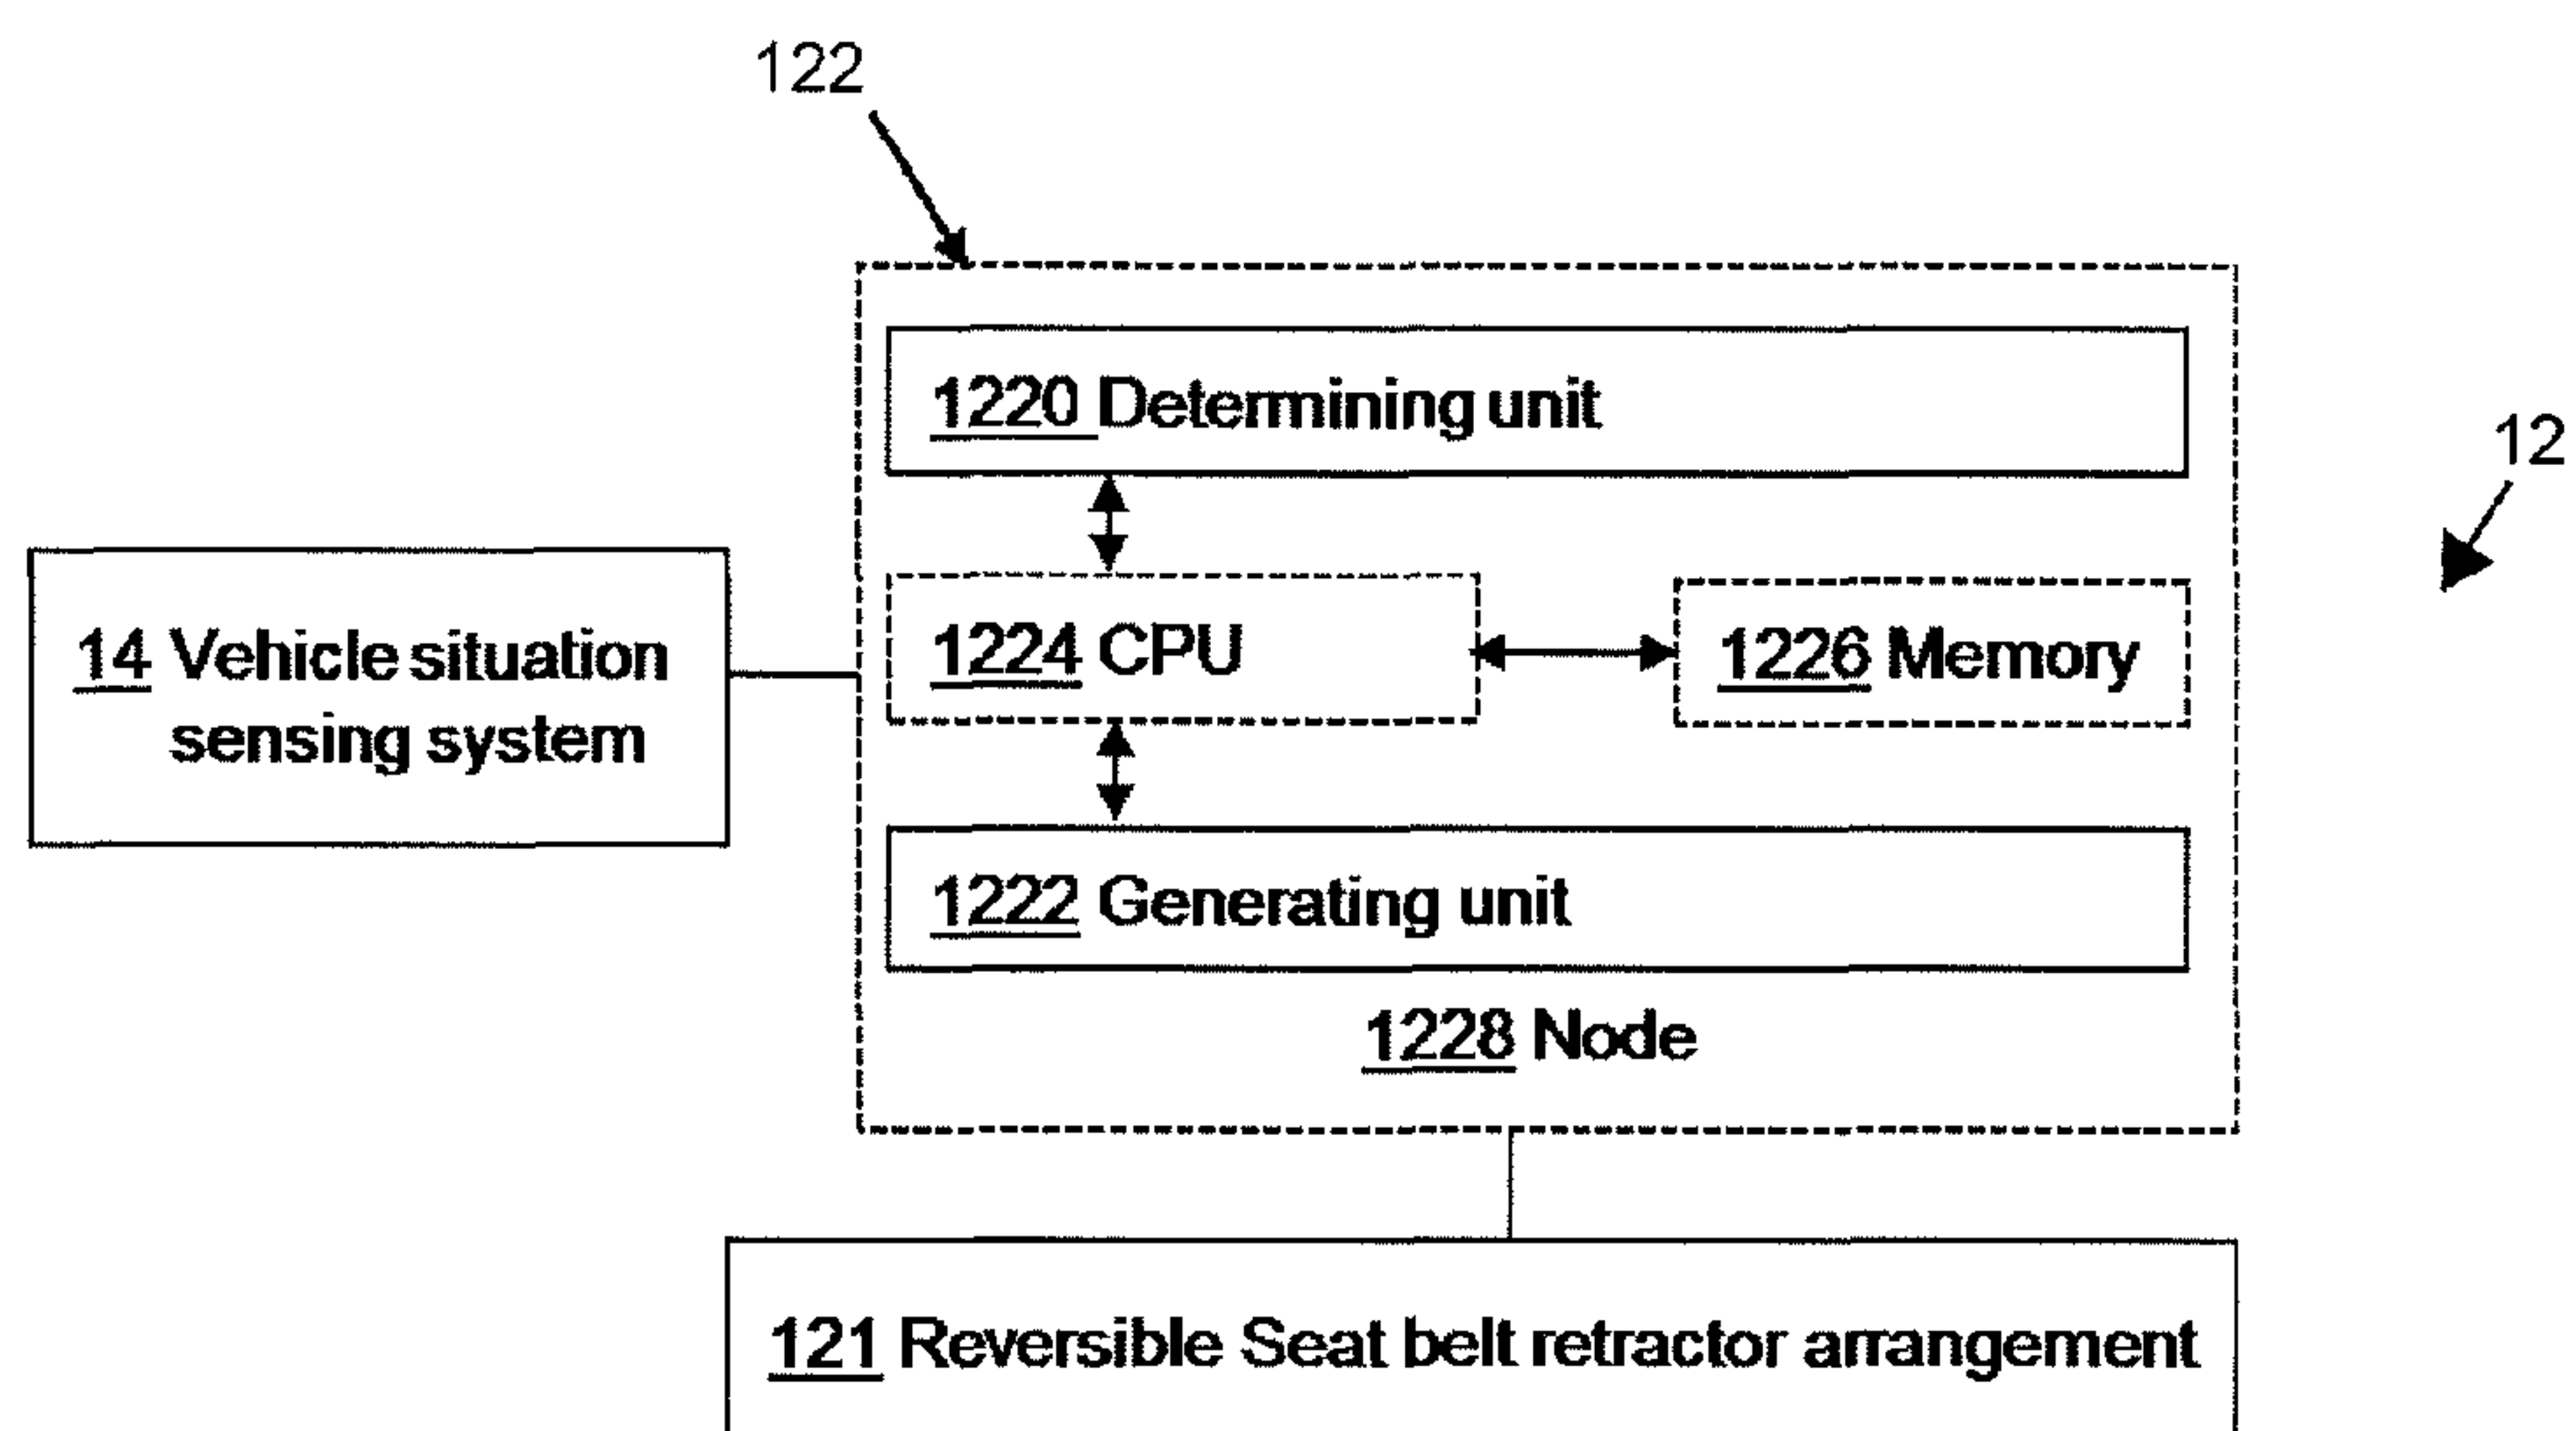 122
1220 Determining unit
12
14 Vehicle situation
sensing system
1224 CPU
1226 Memory
1222 Generating unit
1228 Node
121 Reversible Seat belt retractor arrangement